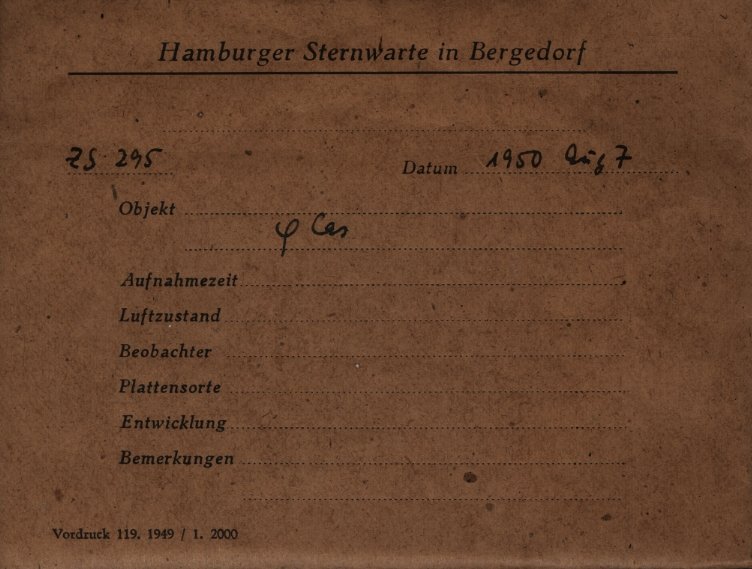 Hamburger Sternwarte in Bergedorf
ZS 295 Datum 1950 Aug 7
Objekt
φ Cas
Aufnahmezeit
Luftzustand
Beobachter
Plattensorte
Entwicklung
Bemerkungen
Vordruck 119. 1949 / 1. 2000